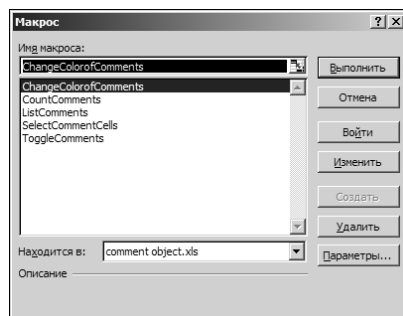 Макрос
Имя макроса:
ChangeColorofComments
Выполнить
ChangeColorofComments
CountComments
ListComments
SelectCommentCells
ToggleComments
Отмена
Войти
Изменить
Создать
Удалить
Находится в: comment object.xls
Параметры...
Описание